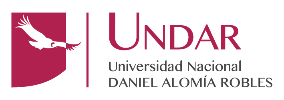 UNDAR
Universidad Nacional
DANIEL ALOMÍA ROBLES